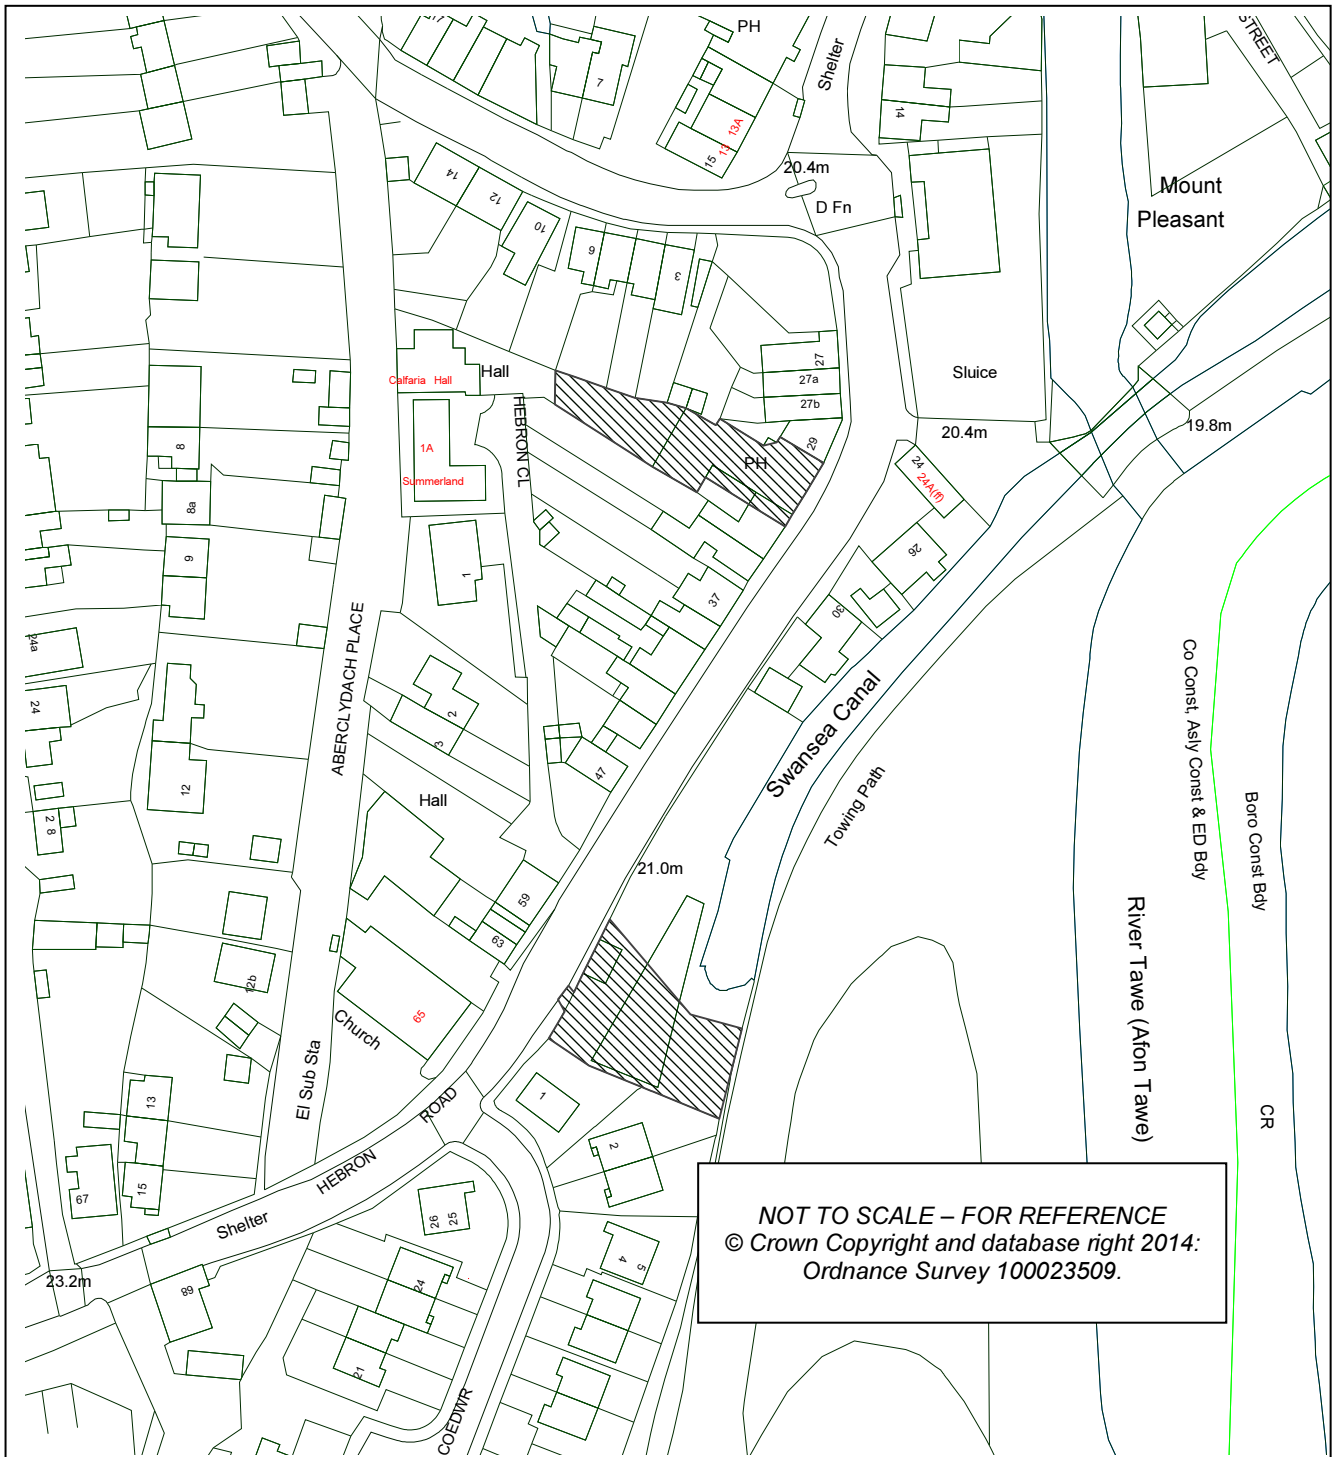 PH
Shelter
STREET
7
14
13A
13
15
20.4m
D Fn
Mount
Pleasant
14
12
10
6
3
27
27a
27b
29
PH
Hall
Calfaria Hall
HEBRON CL
1A
Summerland
Sluice
20.4m
19.8m
24
24A(ff)
26
30
37
47
8
8a
9
1
24a
24
12
ABERCLYDACH PLACE
2
3
Hall
2 8
Swansea Canal
Towing Path
Co Const, Asly Const & ED Bdy
Boro Const Bdy
River Tawe (Afon Tawe)
CR
21.0m
59
63
65
Church
12b
El Sub Sta
13
15
67
HEBRON
ROAD
Shelter
23.2m
68
1
2
4
5
26
25
24
21
COEDWR
NOT TO SCALE – FOR REFERENCE
© Crown Copyright and database right 2014:
Ordnance Survey 100023509.